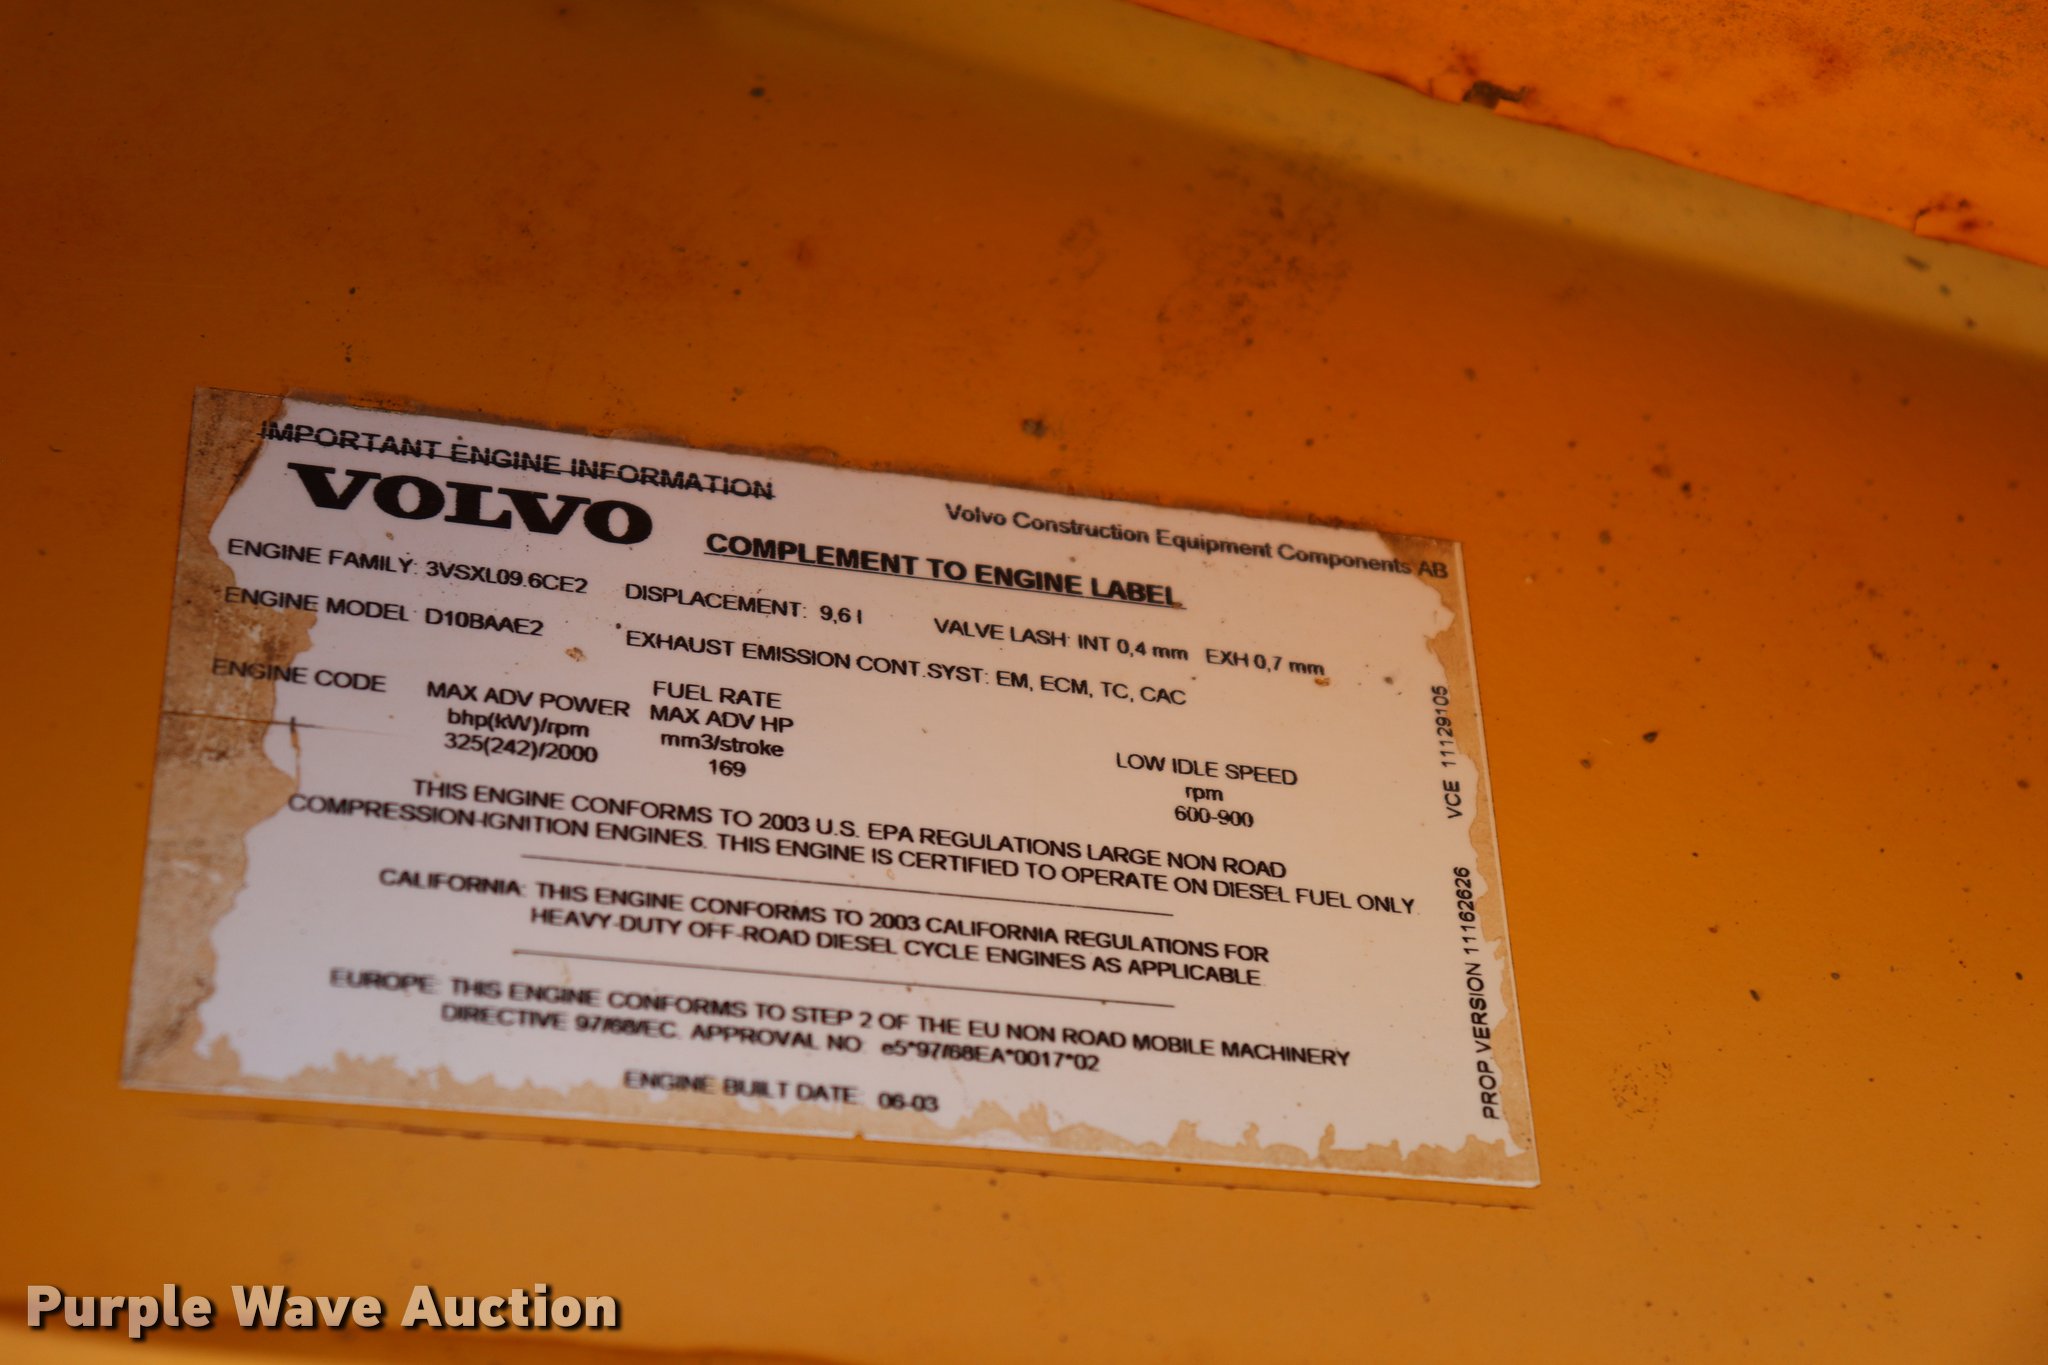 IMPORTANT ENGINE INFORMATION
VOLVO
Volvo Construction Equipment Components AB
COMPLEMENT TO ENGINE LABEL
ENGINE FAMILY: 3VSXL09.6CE2 DISPLACEMENT: 9,6 l VALVE LASH: INT 0,4 mm EXH 0,7 mm
ENGINE MODEL D10BAAE2 EXHAUST EMISSION CONT.SYST: EM, ECM, TC, CAC
ENGINE CODE MAX ADV POWER FUEL RATE
bhp(kW)/rpm MAX ADV HP
325(242)/2000 mm3/stroke
169
LOW IDLE SPEED
rpm
600-900
THIS ENGINE CONFORMS TO 2003 U.S. EPA REGULATIONS LARGE NON ROAD
COMPRESSION-IGNITION ENGINES. THIS ENGINE IS CERTIFIED TO OPERATE ON DIESEL FUEL ONLY
CALIFORNIA: THIS ENGINE CONFORMS TO 2003 CALIFORNIA REGULATIONS FOR
HEAVY-DUTY OFF-ROAD DIESEL CYCLE ENGINES AS APPLICABLE
EUROPE: THIS ENGINE CONFORMS TO STEP 2 OF THE EU NON ROAD MOBILE MACHINERY
DIRECTIVE 97/68/EC. APPROVAL NO: e5*97/68EA*0017*02
ENGINE BUILT DATE: 06-03
VCE 11129105
PROP VERSION 11162626
Purple Wave Auction